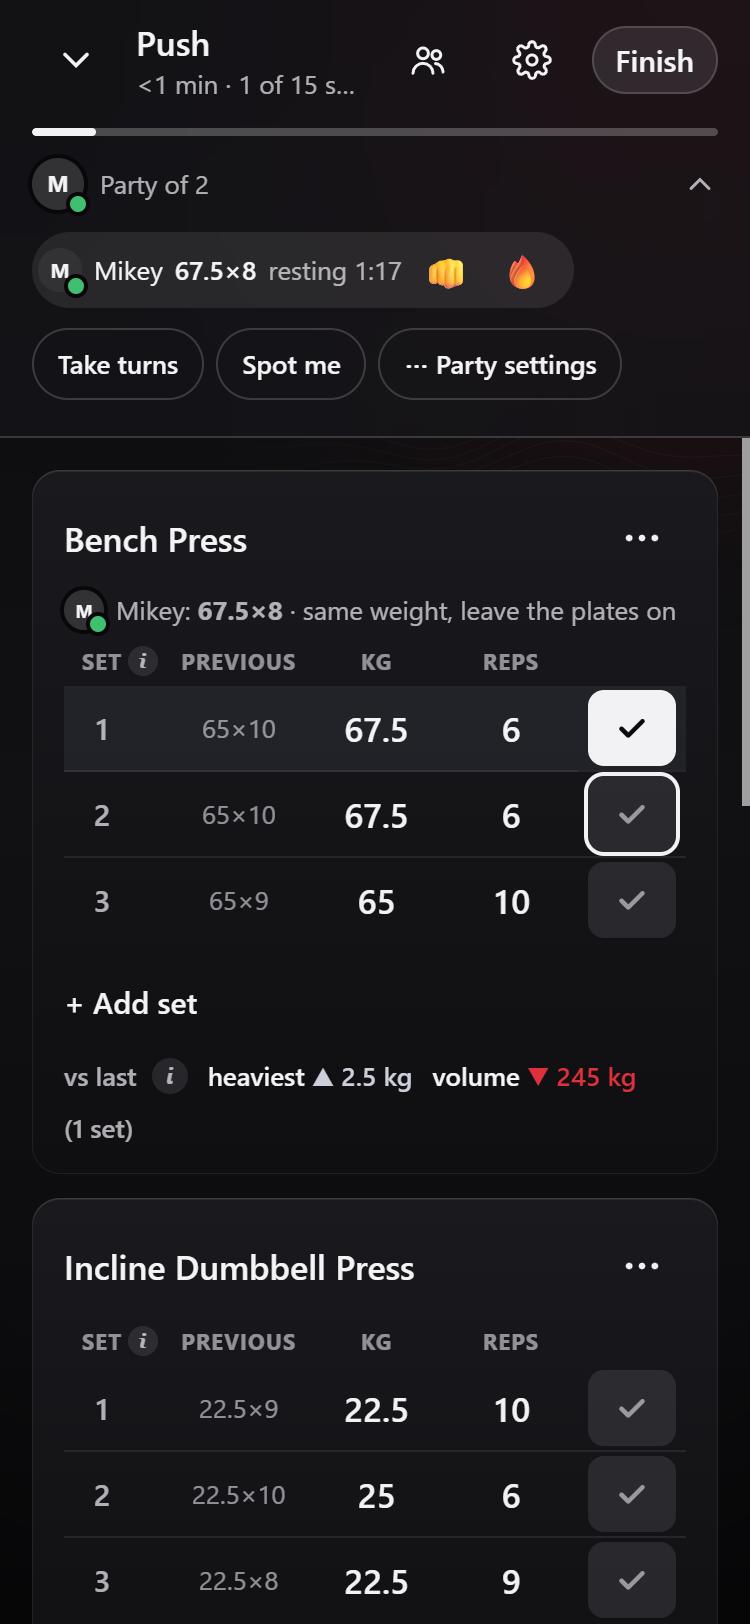 Push
<1 min · 1 of 15 s...
Finish
M Party of 2
M Mikey 67.5×8 resting 1:17
Take turns
Spot me
··· Party settings
Bench Press
M Mikey: 67.5×8 · same weight, leave the plates on
SET i PREVIOUS KG REPS
1 65×10 67.5 6
2 65×10 67.5 6
3 65×9 65 10
+ Add set
vs last i heaviest ▲ 2.5 kg volume ▼ 245 kg
(1 set)
Incline Dumbbell Press
SET i PREVIOUS KG REPS
1 22.5×9 22.5 10
2 22.5×10 25 6
3 22.5×8 22.5 9